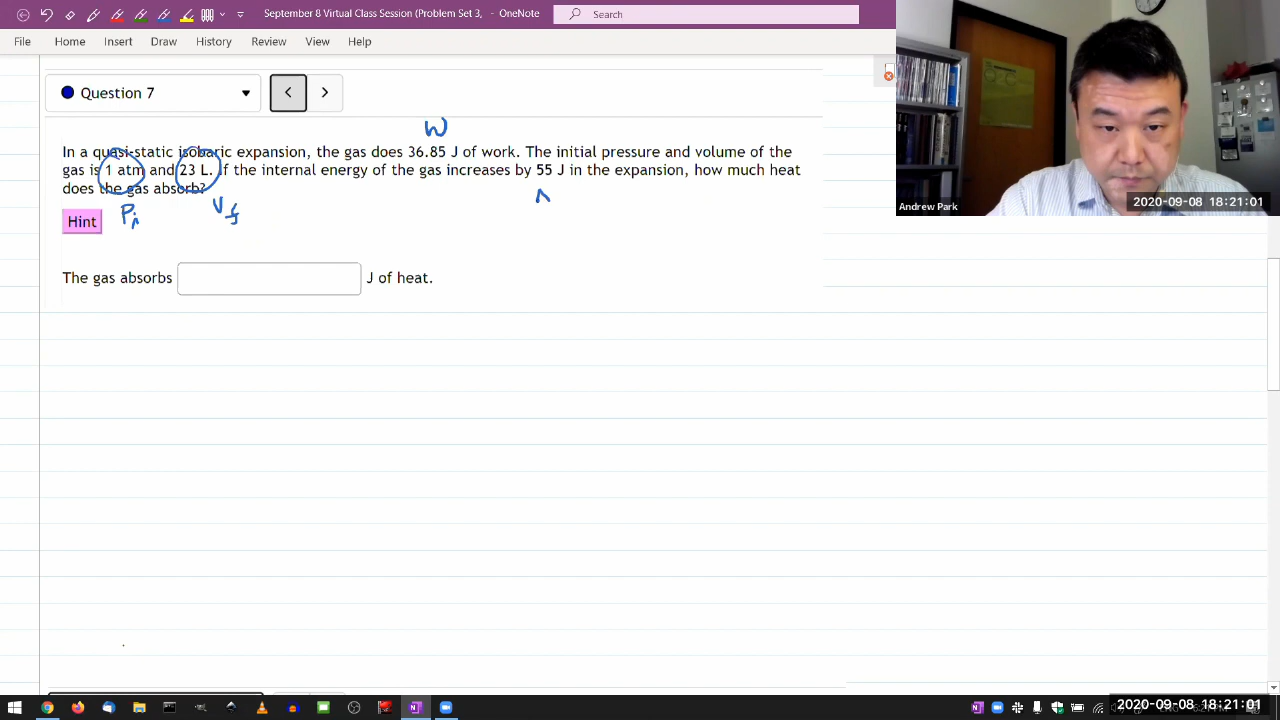 September 8 Virtual Class Session (Problem Set 3, - OneNote
Search
File Home Insert Draw History Review View Help
Question 7
W
In a quasi-static isobaric expansion, the gas does 36.85 J of work. The initial pressure and volume of the
gas is 1 atm and 23 L. If the internal energy of the gas increases by 55 J in the expansion, how much heat
does the gas absorb?
Pi
Vf
Hint
The gas absorbs
J of heat.
Andrew Park
2020-09-08 18:21:01
2020-09-08 18:21:01